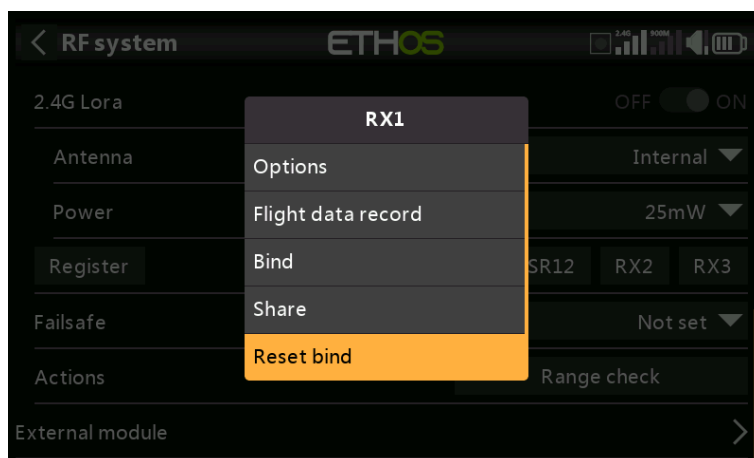 RF system
ETHOS
2.4G
900M
2.4G Lora
OFF
ON
RX1
Antenna
Internal
Options
Power
25mW
Flight data record
Register
Bind
SR12
RX2
RX3
Share
Failsafe
Not set
Reset bind
Actions
Range check
External module